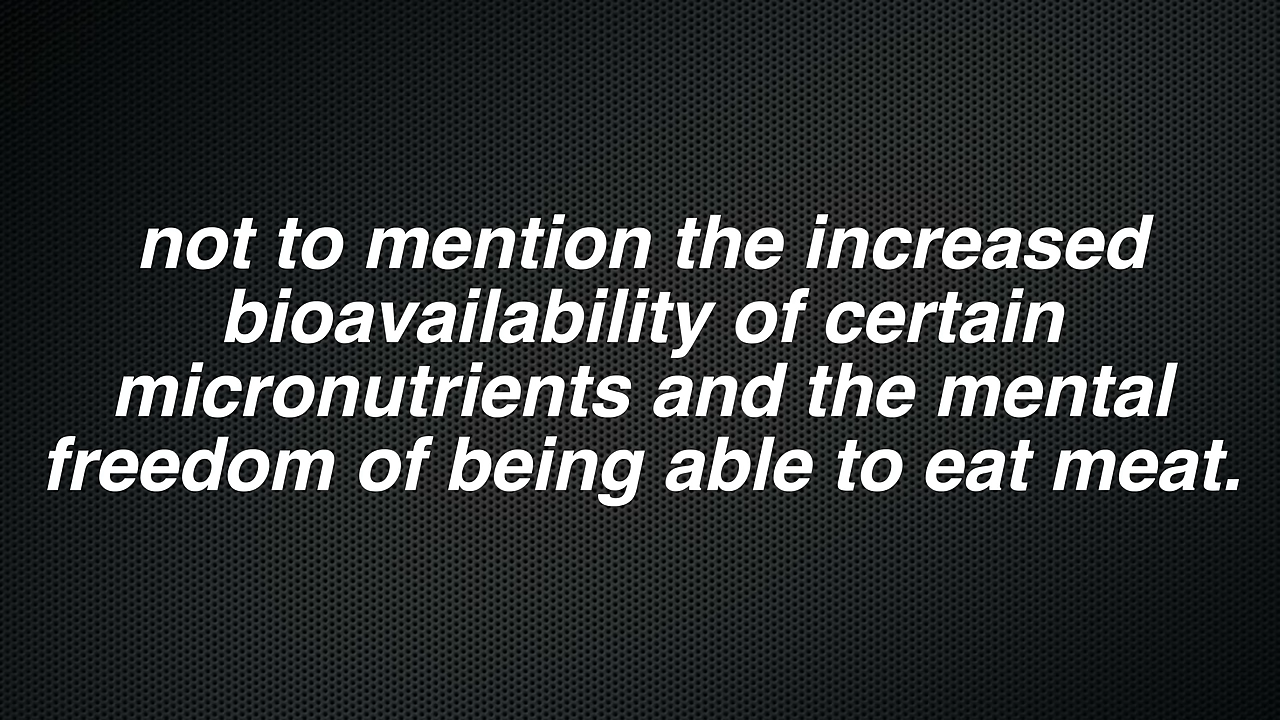 not to mention the increased
bioavailability of certain
micronutrients and the mental
freedom of being able to eat meat.